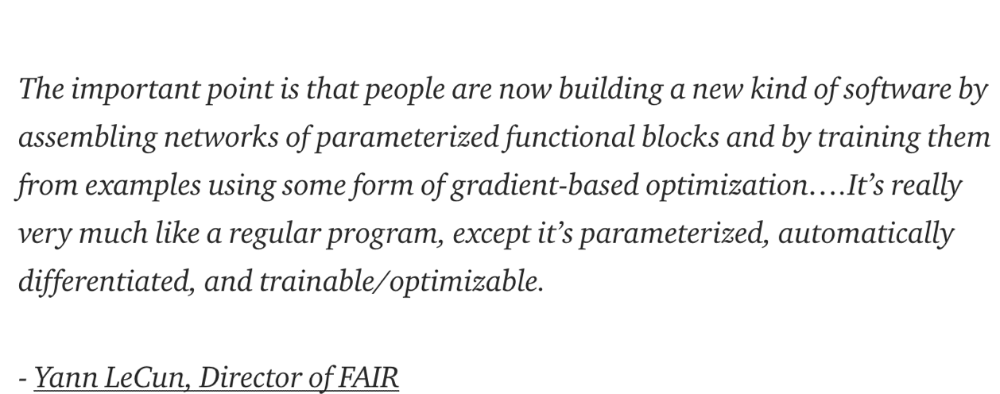 The important point is that people are now building a new kind of software by
assembling networks of parameterized functional blocks and by training them
from examples using some form of gradient-based optimization….It’s really
very much like a regular program, except it’s parameterized, automatically
differentiated, and trainable/optimizable.
- Yann LeCun, Director of FAIR